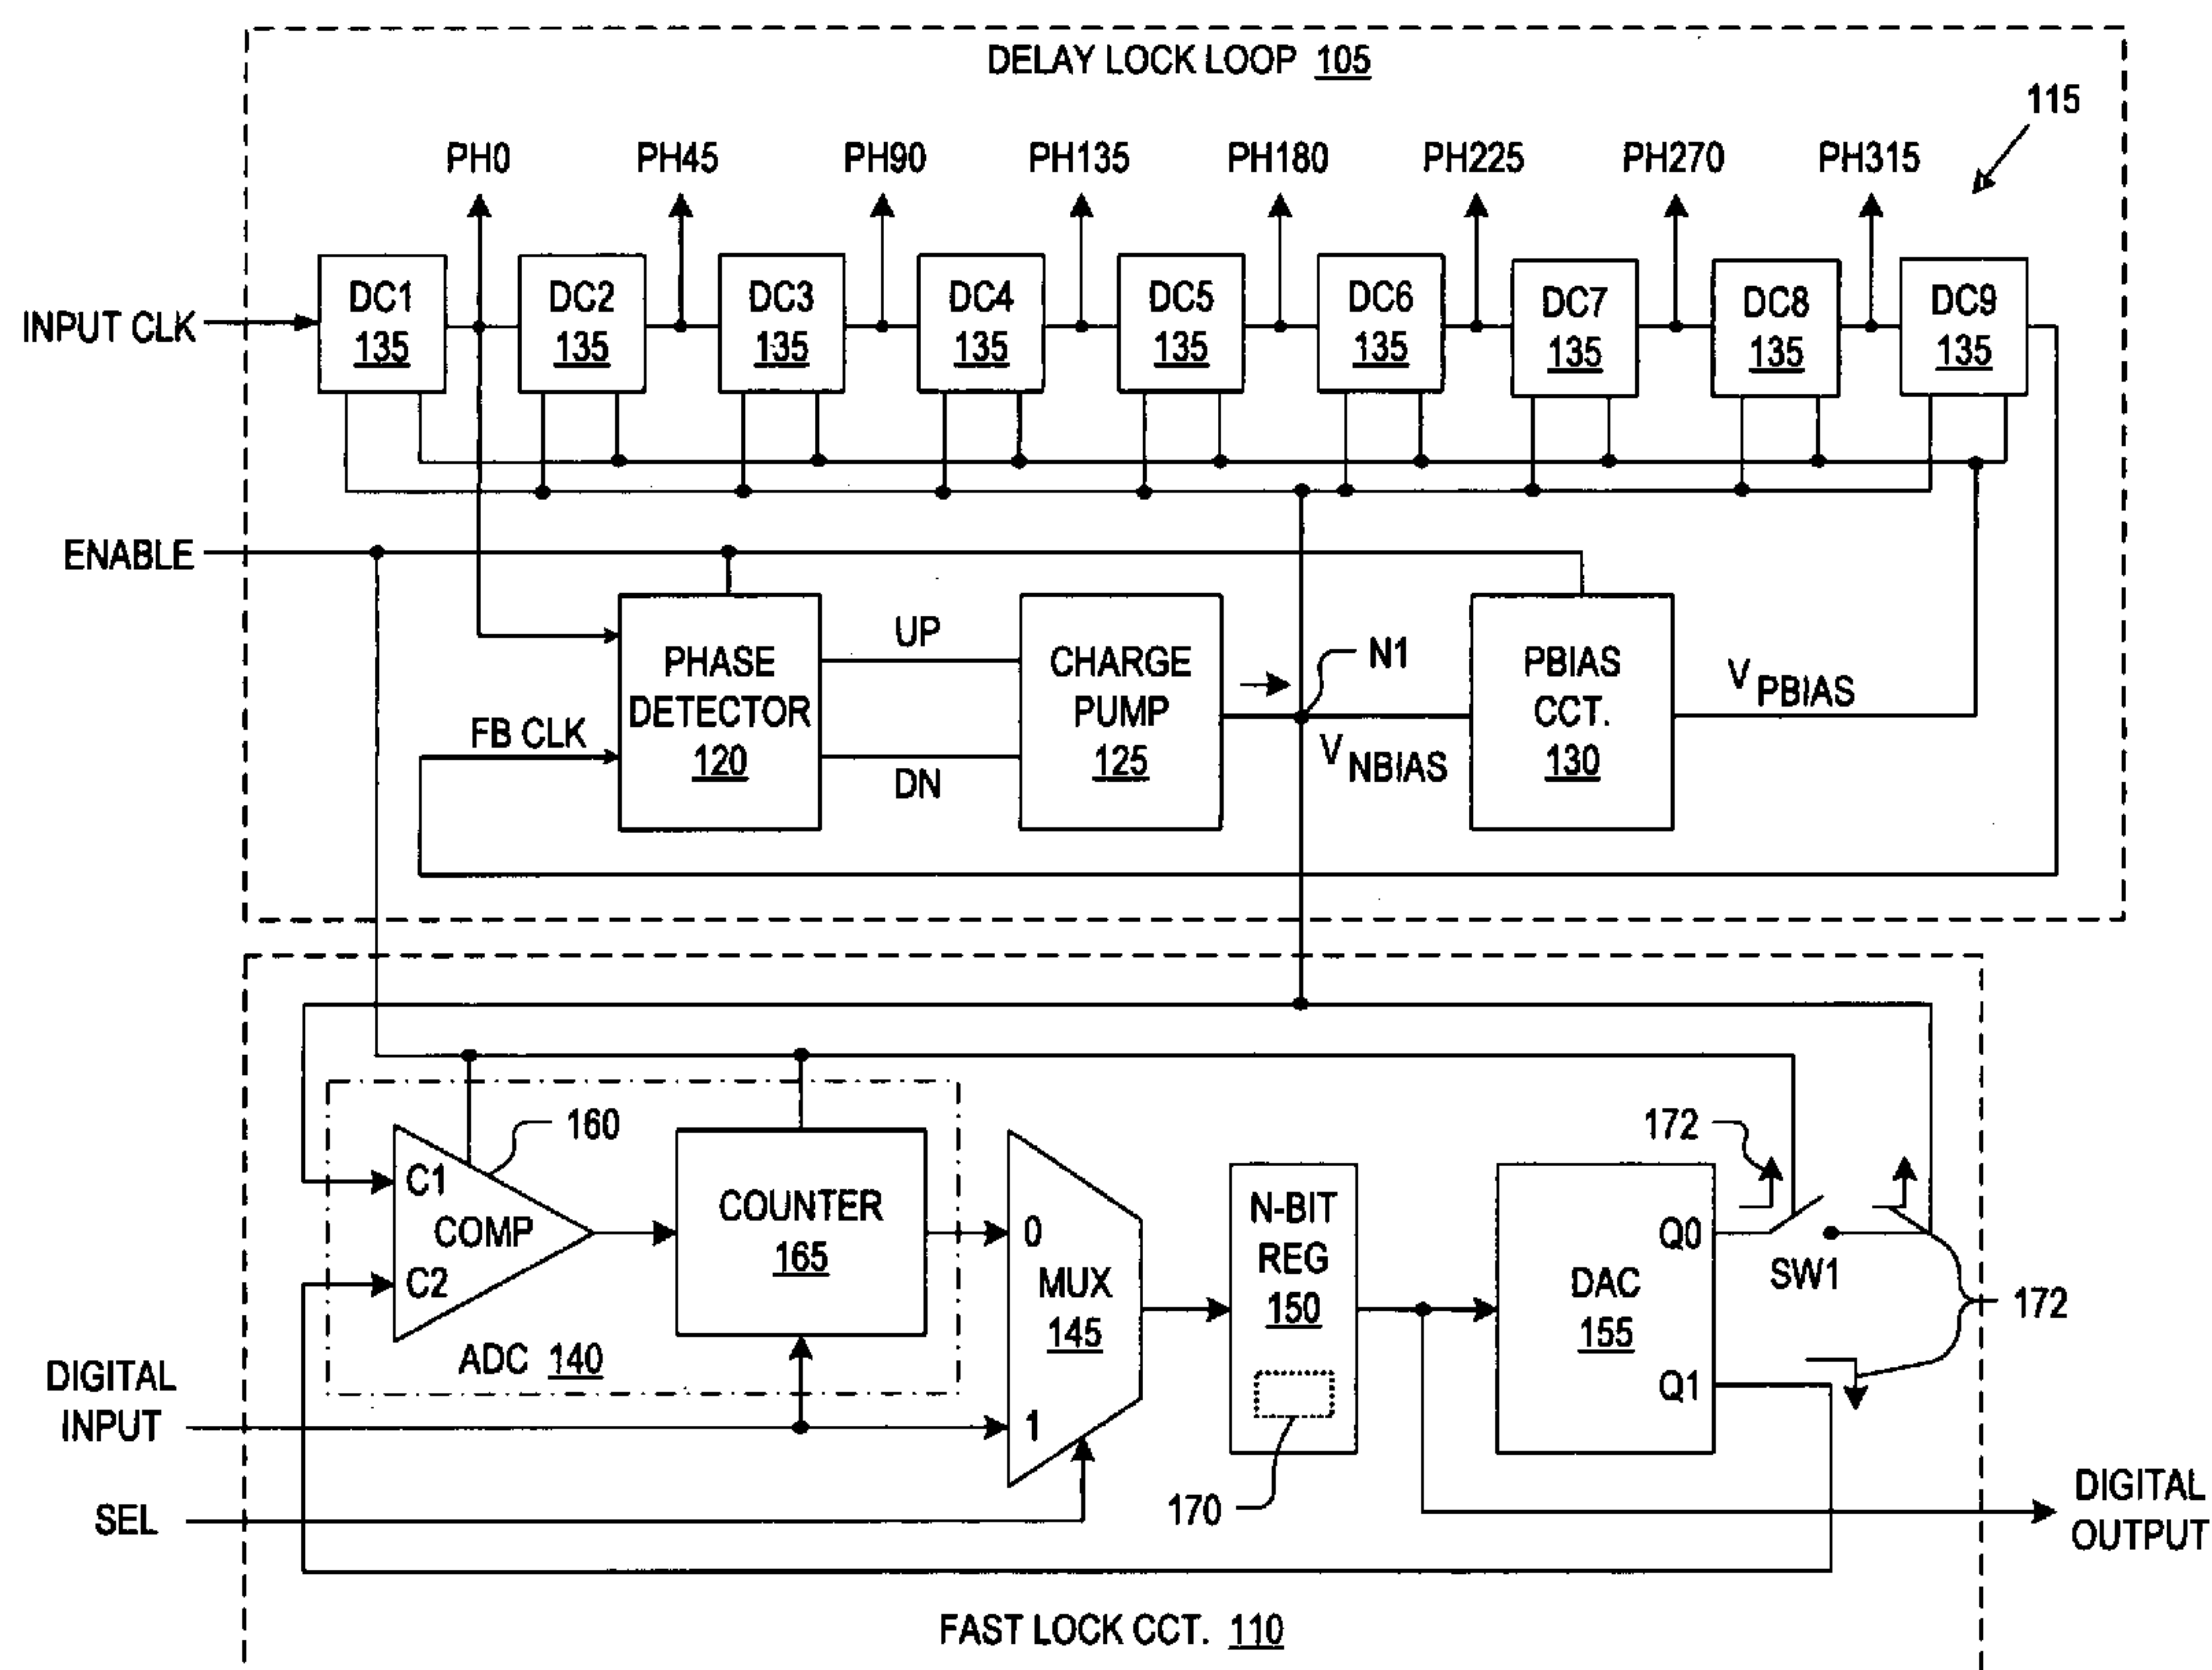 DELAY LOCK LOOP 105
115
PH0 PH45 PH90 PH135 PH180 PH225 PH270 PH315
INPUT CLK
DC1 135
DC2 135
DC3 135
DC4 135
DC5 135
DC6 135
DC7 135
DC8 135
DC9 135
ENABLE
PHASE
DETECTOR
120
FB CLK
UP
DN
CHARGE
PUMP
125
N1
VNBIAS
PBIAS
CCT.
130
VPBIAS
160
C1
COMP
C2
ADC 140
COUNTER
165
0
MUX
145
1
N-BIT
REG
150
170
DAC
155
Q0
Q1
172
SW1
172
DIGITAL
INPUT
SEL
DIGITAL
OUTPUT
FAST LOCK CCT. 110